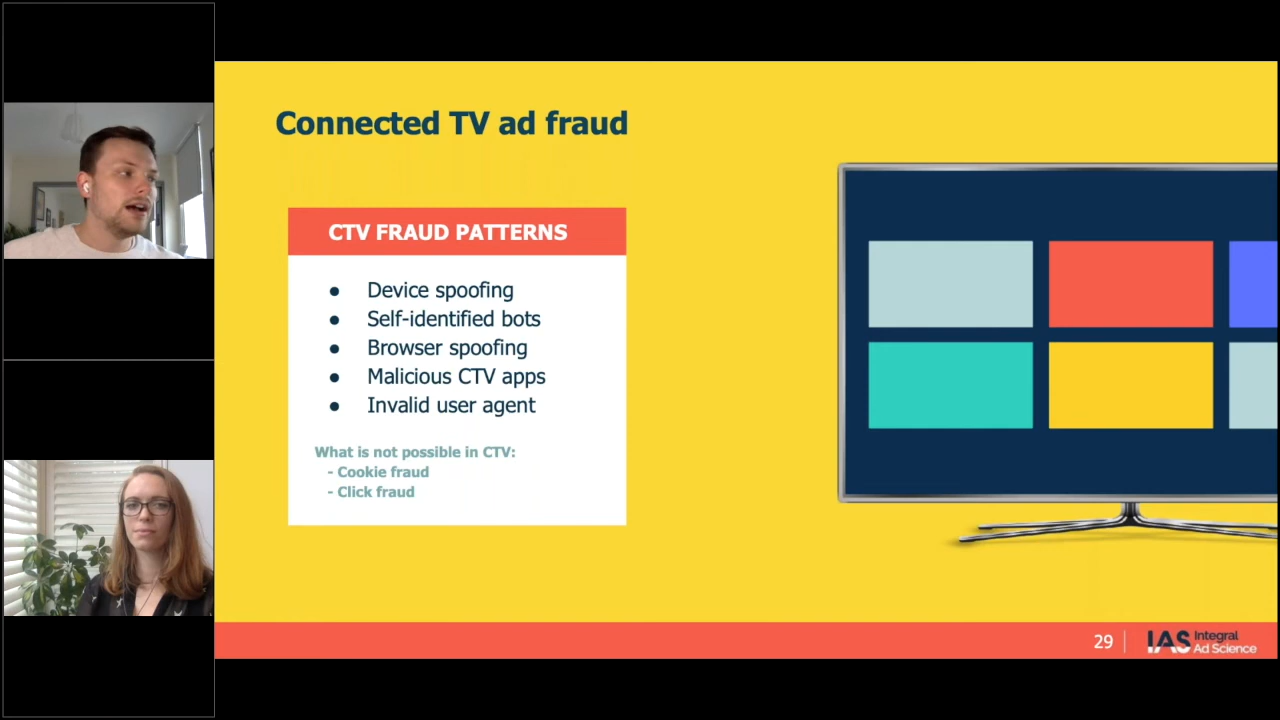 Connected TV ad fraud
CTV FRAUD PATTERNS
● Device spoofing
● Self-identified bots
● Browser spoofing
● Malicious CTV apps
● Invalid user agent
What is not possible in CTV:
- Cookie fraud
- Click fraud
29
IAS Integral
Ad Science